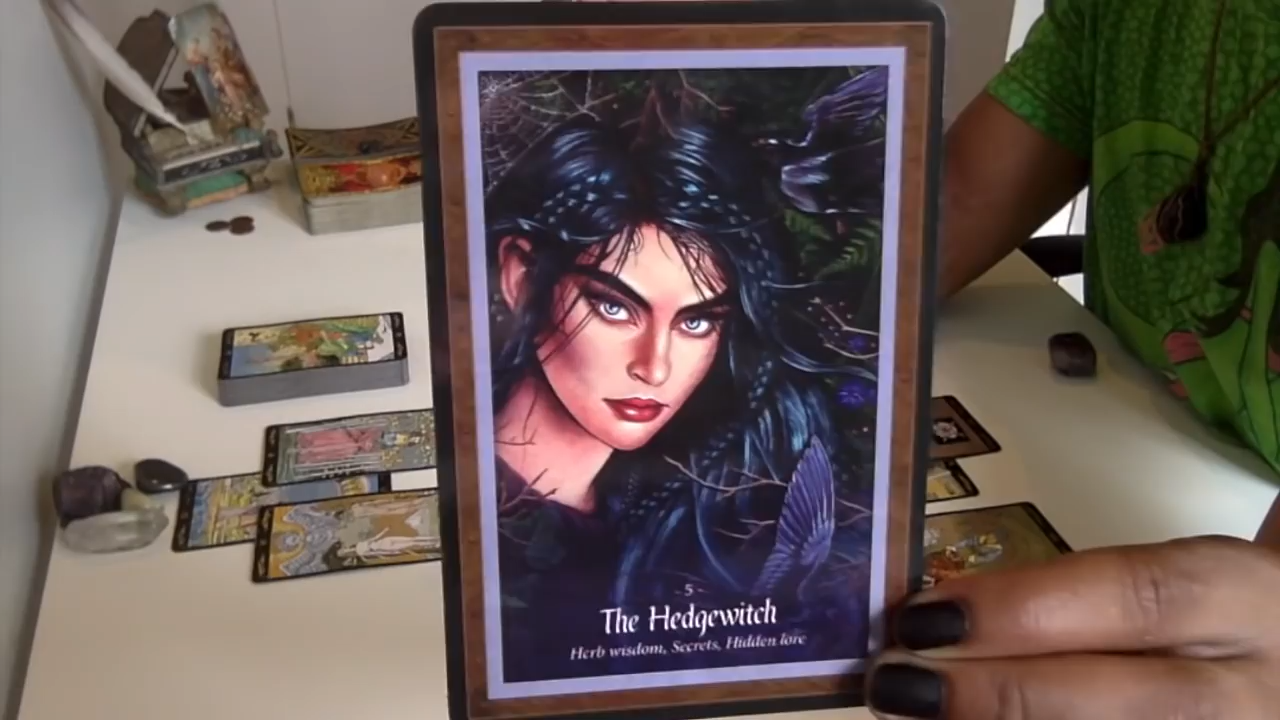 - 5 -
The Hedgewitch
Herb wisdom, Secrets, Hidden lore